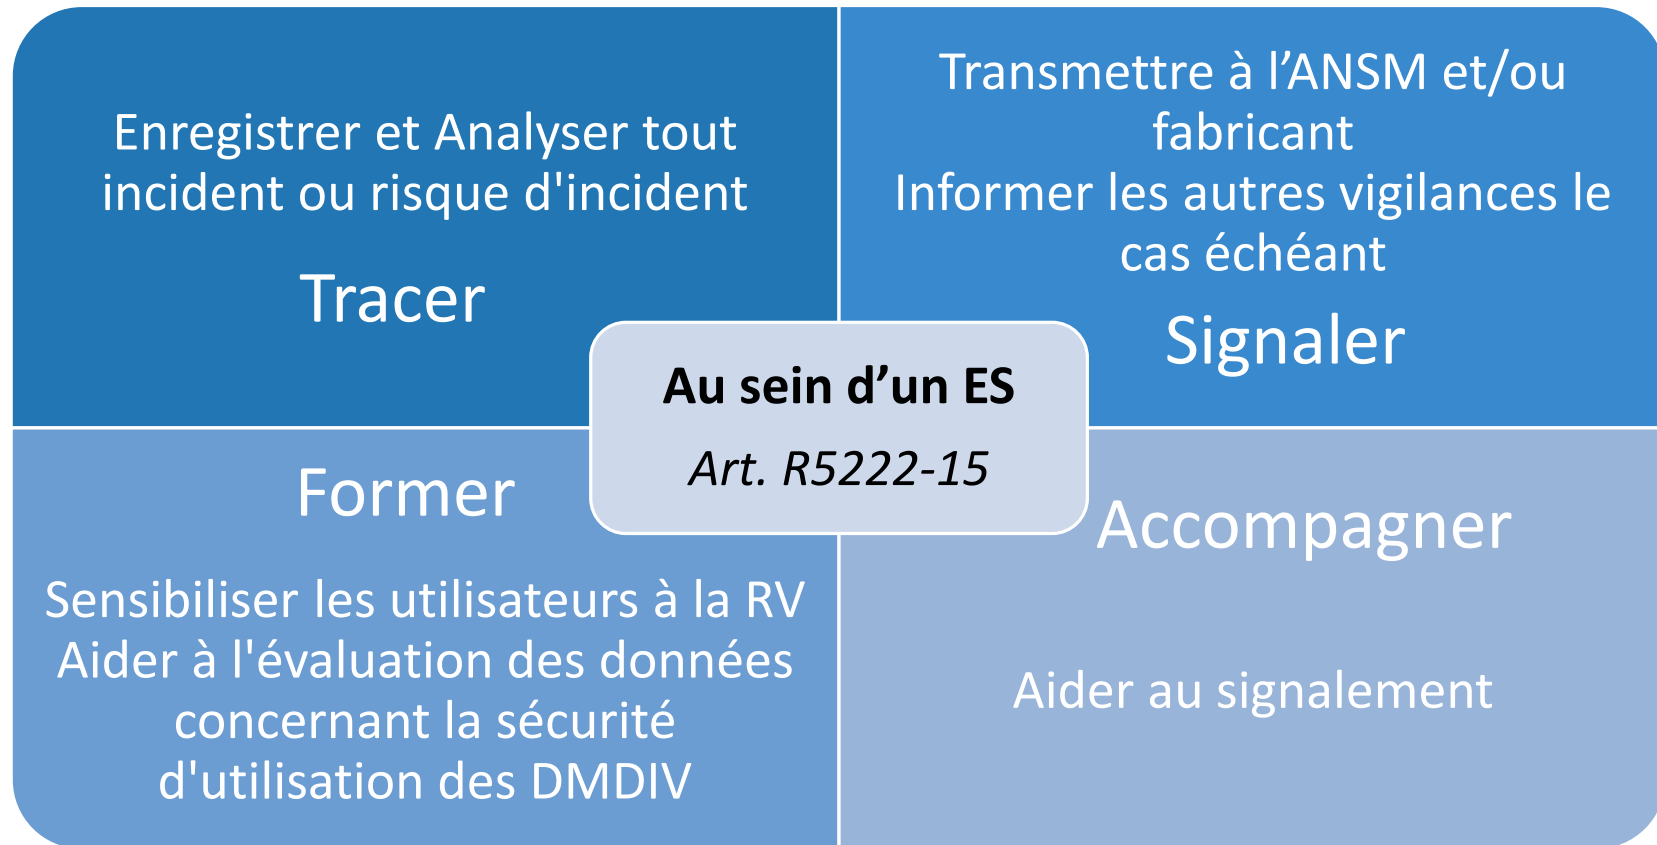 Enregistrer et Analyser tout
incident ou risque d'incident
Tracer
Transmettre à l’ANSM et/ou
fabricant
Informer les autres vigilances le
cas échéant
Signaler
Au sein d’un ES
Art. R5222-15
Former
Sensibiliser les utilisateurs à la RV
Aider à l'évaluation des données
concernant la sécurité
d'utilisation des DMDIV
Accompagner
Aider au signalement